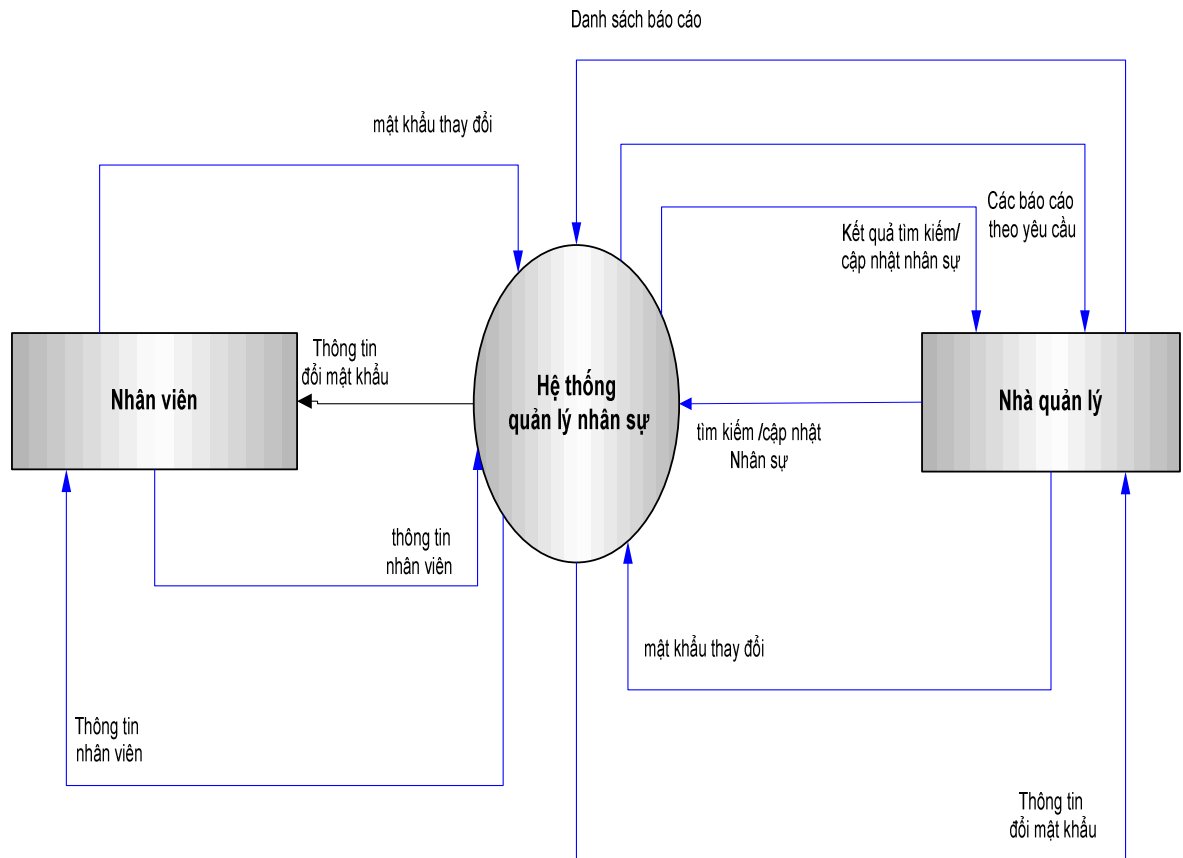 Danh sách báo cáo
mật khẩu thay đổi
Các báo cáo
theo yêu cầu
Kết quả tìm kiếm/
cập nhật nhân sự
Thông tin
đổi mật khẩu
Nhân viên
Hệ thống
quản lý nhân sự
Nhà quản lý
tìm kiếm /cập nhật
Nhân sự
thông tin
nhân viên
mật khẩu thay đổi
Thông tin
nhân viên
Thông tin
đổi mật khẩu